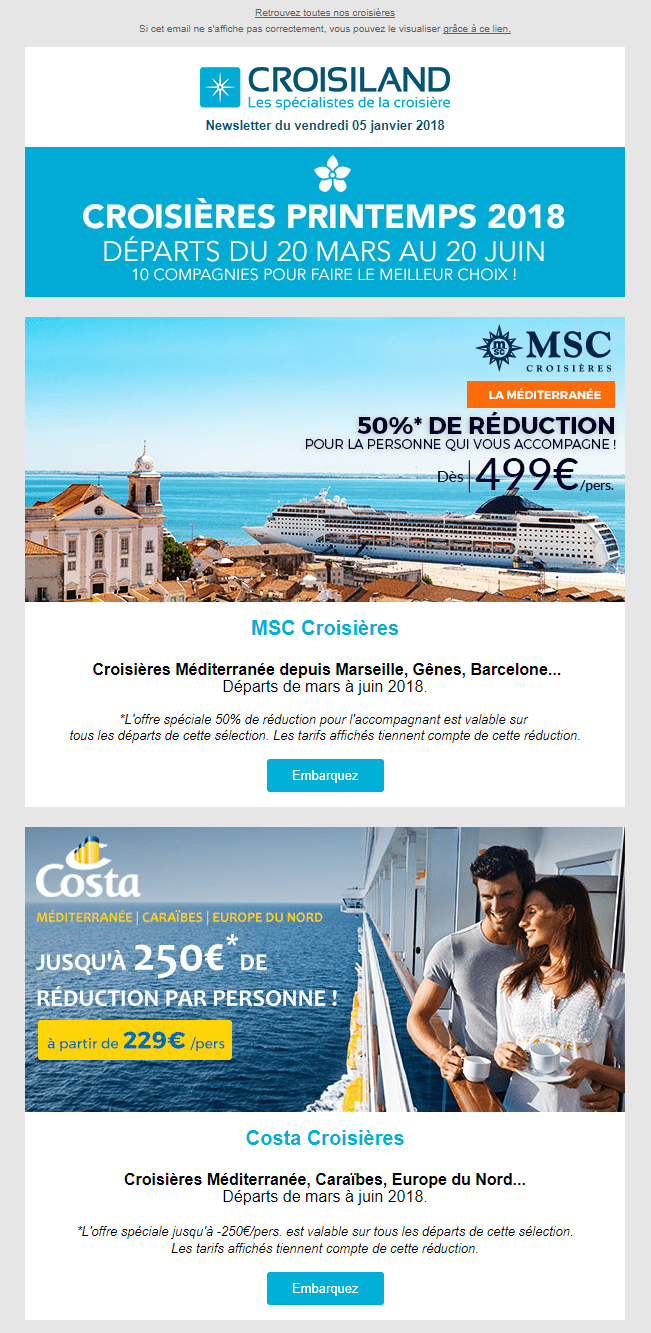 Retrouvez toutes nos croisières
Si cet email ne s'affiche pas correctement, vous pouvez le visualiser grâce à ce lien.
CROISILAND
Les spécialistes de la croisière
Newsletter du vendredi 05 janvier 2018
CROISIÈRES PRINTEMPS 2018
DÉPARTS DU 20 MARS AU 20 JUIN
10 COMPAGNIES POUR FAIRE LE MEILLEUR CHOIX !
msc MSC
CROISIÈRES
LA MÉDITERRANÉE
50%* DE RÉDUCTION
POUR LA PERSONNE QUI VOUS ACCOMPAGNE !
Dès 499€/pers.
MSC Croisières
Croisières Méditerranée depuis Marseille, Gênes, Barcelone...
Départs de mars à juin 2018.
*L'offre spéciale 50% de réduction pour l'accompagnant est valable sur
tous les départs de cette sélection. Les tarifs affichés tiennent compte de cette réduction.
Embarquez
Costa
MÉDITERRANÉE | CARAÏBES | EUROPE DU NORD
JUSQU'À 250€* DE
RÉDUCTION PAR PERSONNE !
à partir de 229€ /pers
Costa Croisières
Croisières Méditerranée, Caraïbes, Europe du Nord...
Départs de mars à juin 2018.
*L'offre spéciale jusqu'à -250€/pers. est valable sur tous les départs de cette sélection.
Les tarifs affichés tiennent compte de cette réduction.
Embarquez